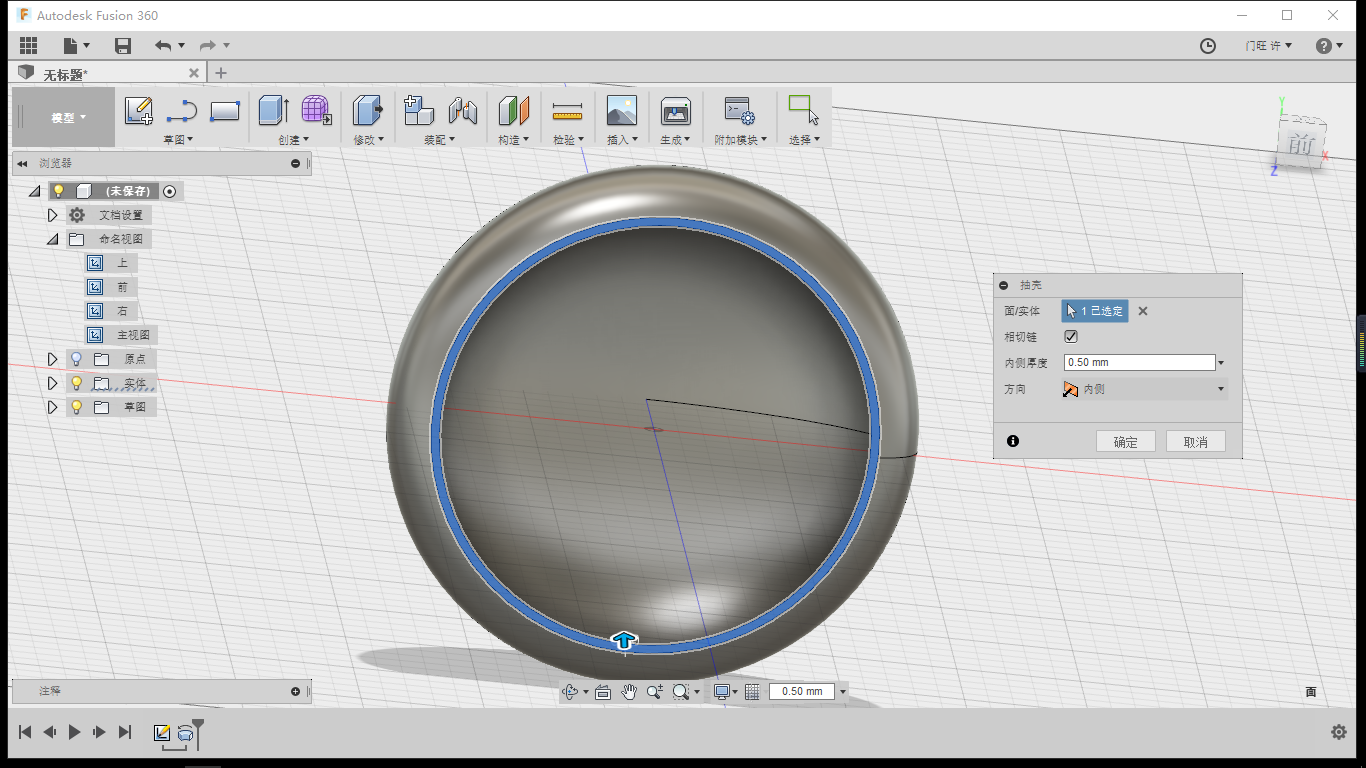 Autodesk Fusion 360
门旺 许
无标题*
模型
草图
创建
修改
装配
构造
检验
插入
生成
附加模块
选择
Y
前
X
Z
浏览器
(未保存)
文档设置
命名视图
上
前
右
主视图
原点
实体
草图
抽壳
面/实体
1 已选定
相切链
内侧厚度
0.50 mm
方向
内侧
确定
取消
注释
0.50 mm
面